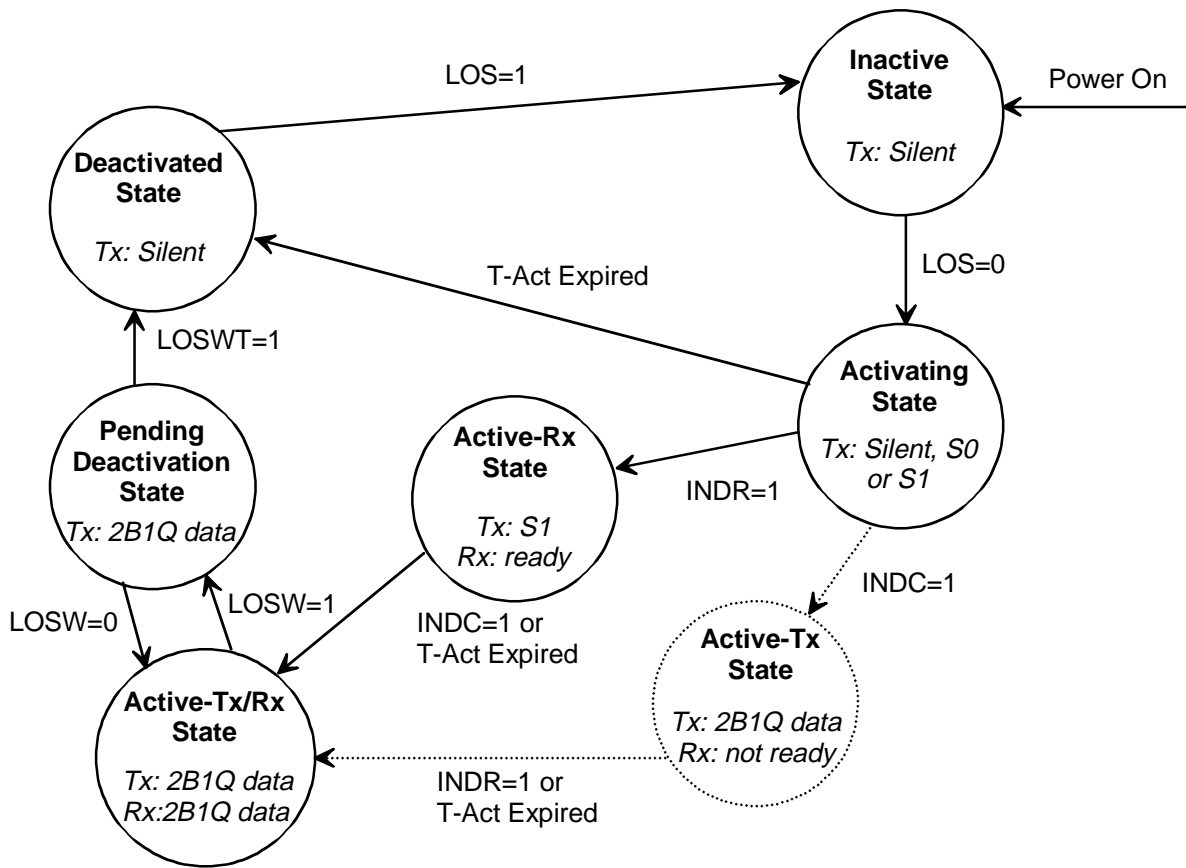 Inactive
State
Tx: Silent
Power On
LOS=1
Deactivated
State
Tx: Silent
LOS=0
T-Act Expired
LOSWT=1
Activating
State
Tx: Silent, S0
or S1
Pending
Deactivation
State
Tx: 2B1Q data
Active-Rx
State
Tx: S1
Rx: ready
INDR=1
INDC=1
LOSW=0
LOSW=1
INDC=1 or
T-Act Expired
Active-Tx
State
Tx: 2B1Q data
Rx: not ready
Active-Tx/Rx
State
Tx: 2B1Q data
Rx:2B1Q data
INDR=1 or
T-Act Expired